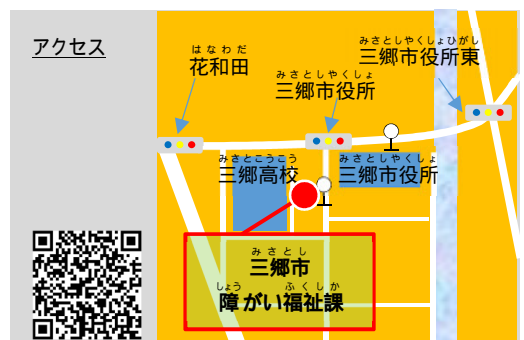 アクセス
はなわだ
花和田
みさとしやくしょ
三郷市役所
みさとしやくしょひがし
三郷市役所東
みさとこうこう
三郷高校
みさとしやくしょ
三郷市役所
みさとし
三郷市
しょう ふくしか
障がい福祉課